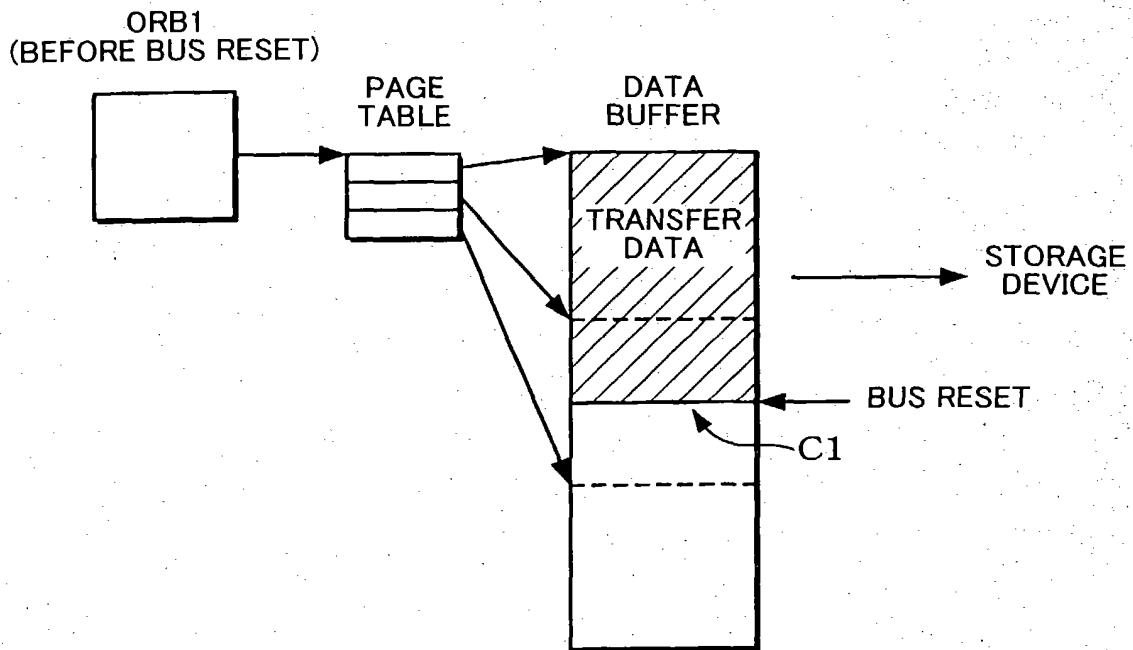 ORB1
(BEFORE BUS RESET)
PAGE
TABLE
DATA
BUFFER
TRANSFER
DATA
STORAGE
DEVICE
BUS RESET
C1